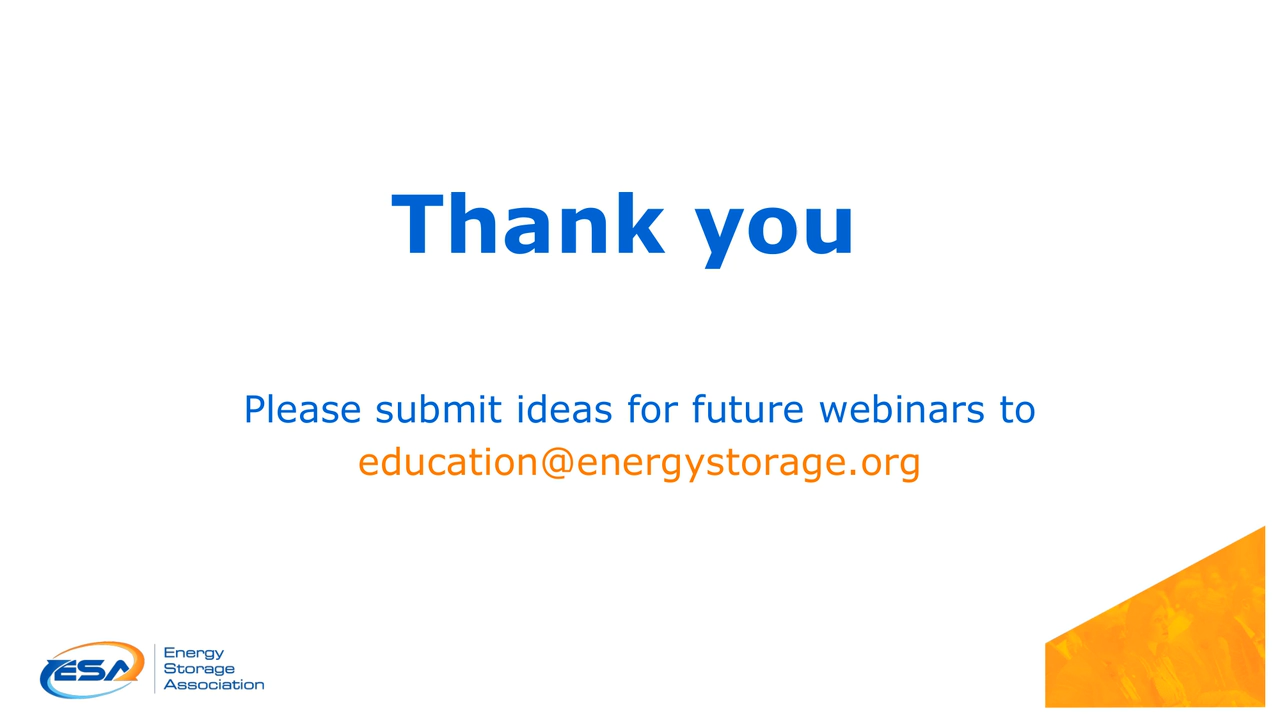 Thank you
Please submit ideas for future webinars to
education@energystorage.org
ESA
Energy
Storage
Association